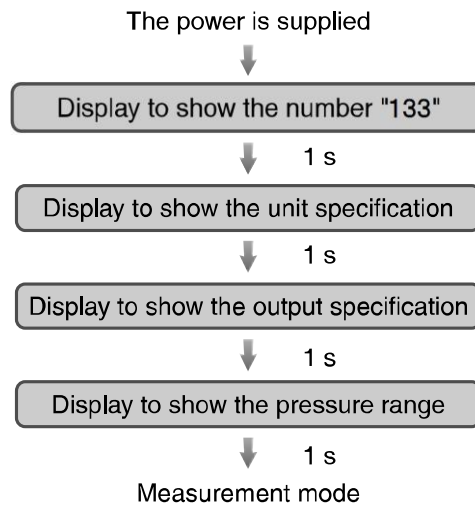 The power is supplied
Display to show the number "133"
1 s
Display to show the unit specification
1 s
Display to show the output specification
1 s
Display to show the pressure range
1 s
Measurement mode